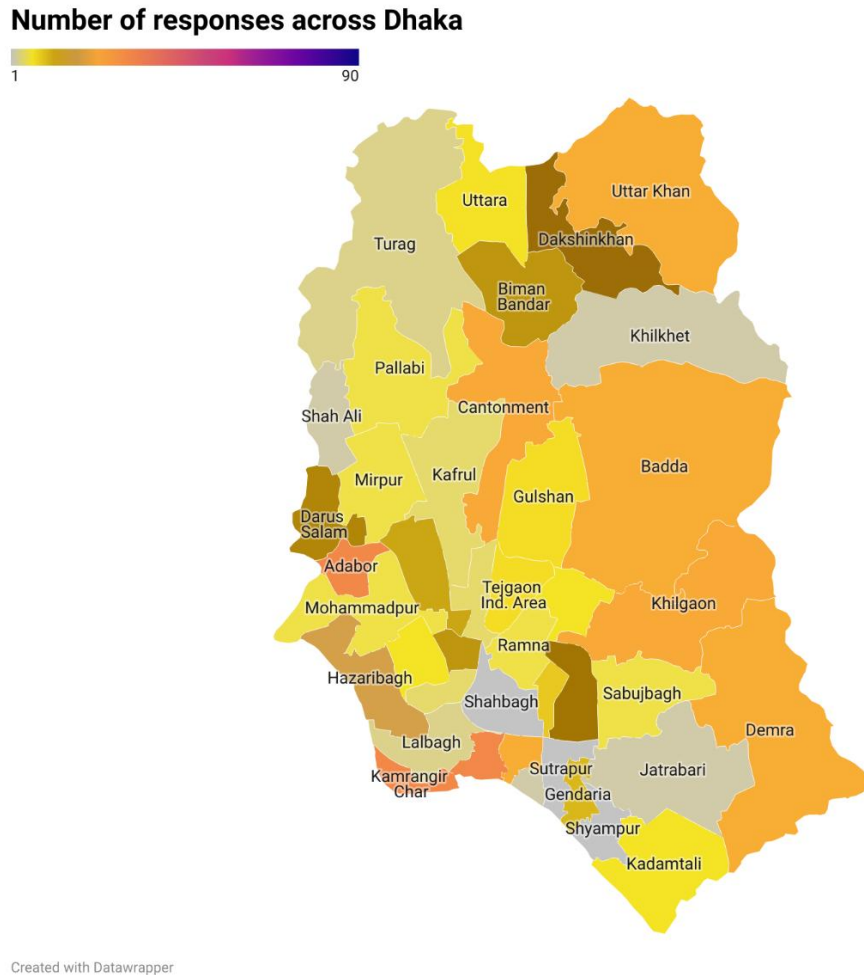 Number of responses across Dhaka
1
90
Uttar Khan
Uttara
Dakshinkhan
Turag
Biman
Bandar
Khilkhet
Pallabi
Cantonment
Shah Ali
Badda
Kafrul
Mirpur
Gulshan
Darus
Salam
Adabor
Tejgaon
Ind. Area
Khilgaon
Mohammadpur
Ramna
Hazaribagh
Sabujbagh
Shahbagh
Demra
Lalbagh
Sutrapur
Jatrabari
Kamrangir
Char
Gendaria
Shyampur
Kadamtali
Created with Datawrapper